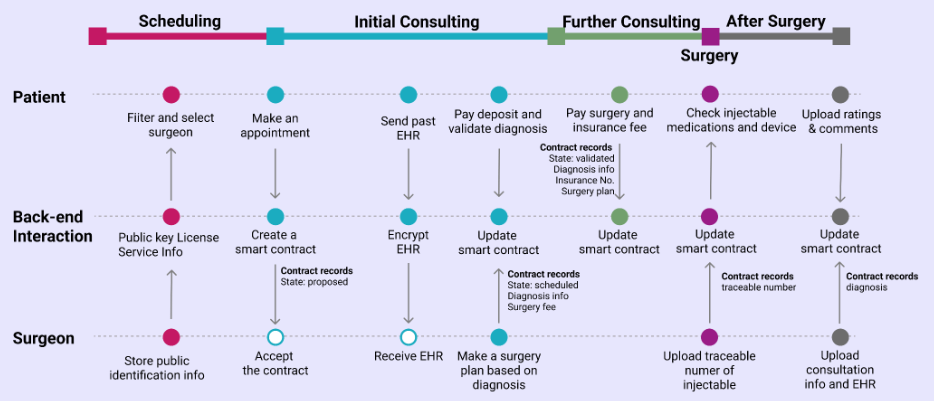 Scheduling
Initial Consulting
Further Consulting
After Surgery
Surgery
Patient
Fiiter and select
surgeon
Make an
appointment
Send past
EHR
Pay deposit and
validate diagnosis
Pay surgery and
insurance fee
Check injectable
medications and device
Upload ratings
& comments
Contract records
State: validated
Diagnosis info
Insurance No.
Surgery plan
Back-end
Interaction
Public key License
Service Info
Create a
smart contract
Encrypt
EHR
Update
smart contract
Update
smart contract
Update
smart contract
Update
smart contract
Contract records
State: proposed
Contract records
State: scheduled
Diagnosis info
Surgery fee
Contract records
traceable number
Contract records
diagnosis
Surgeon
Store public
identification info
Accept
the contract
Receive EHR
Make a surgery
plan based on
diagnosis
Upload traceable
numer of
injectable
Upload
consultation
info and EHR